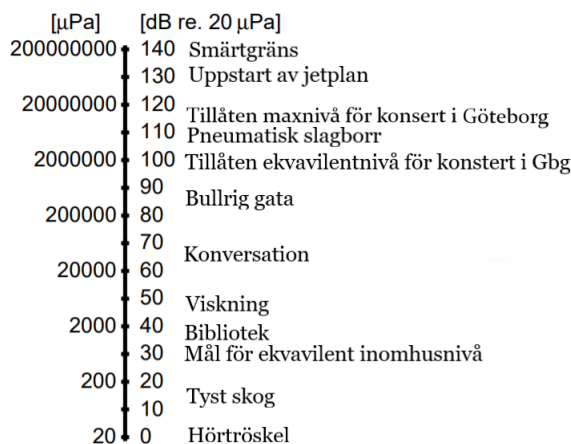 [µPa] [dB re. 20 µPa]
200000000 140 Smärtgräns
130 Uppstart av jetplan
20000000 120
Tillåten maxnivå för konsert i Göteborg
110 Pneumatisk slagborr
2000000 100 Tillåten ekvavilentnivå för konstert i Gbg
90
Bullrig gata
200000 80
70
Konversation
20000 60
50 Viskning
2000 40 Bibliotek
30 Mål för ekvavilent inomhusnivå
200 20
Tyst skog
10
20 0 Hörtröskel